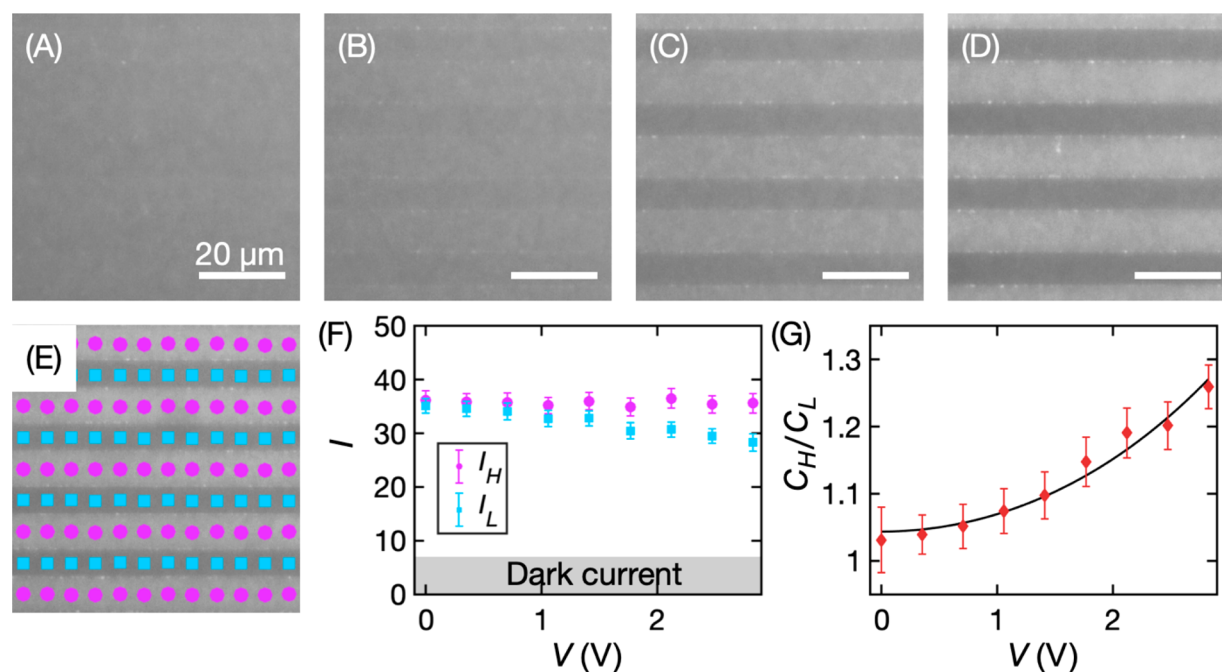 (A)
(B)
(C)
(D)
20 µm
(E)
(F)
50
40
30
20
10
0
I
I_H
I_L
Dark current
0
1
2
V (V)
(G)
1.3
1.2
1.1
1
C_H/C_L
0
1
2
V (V)